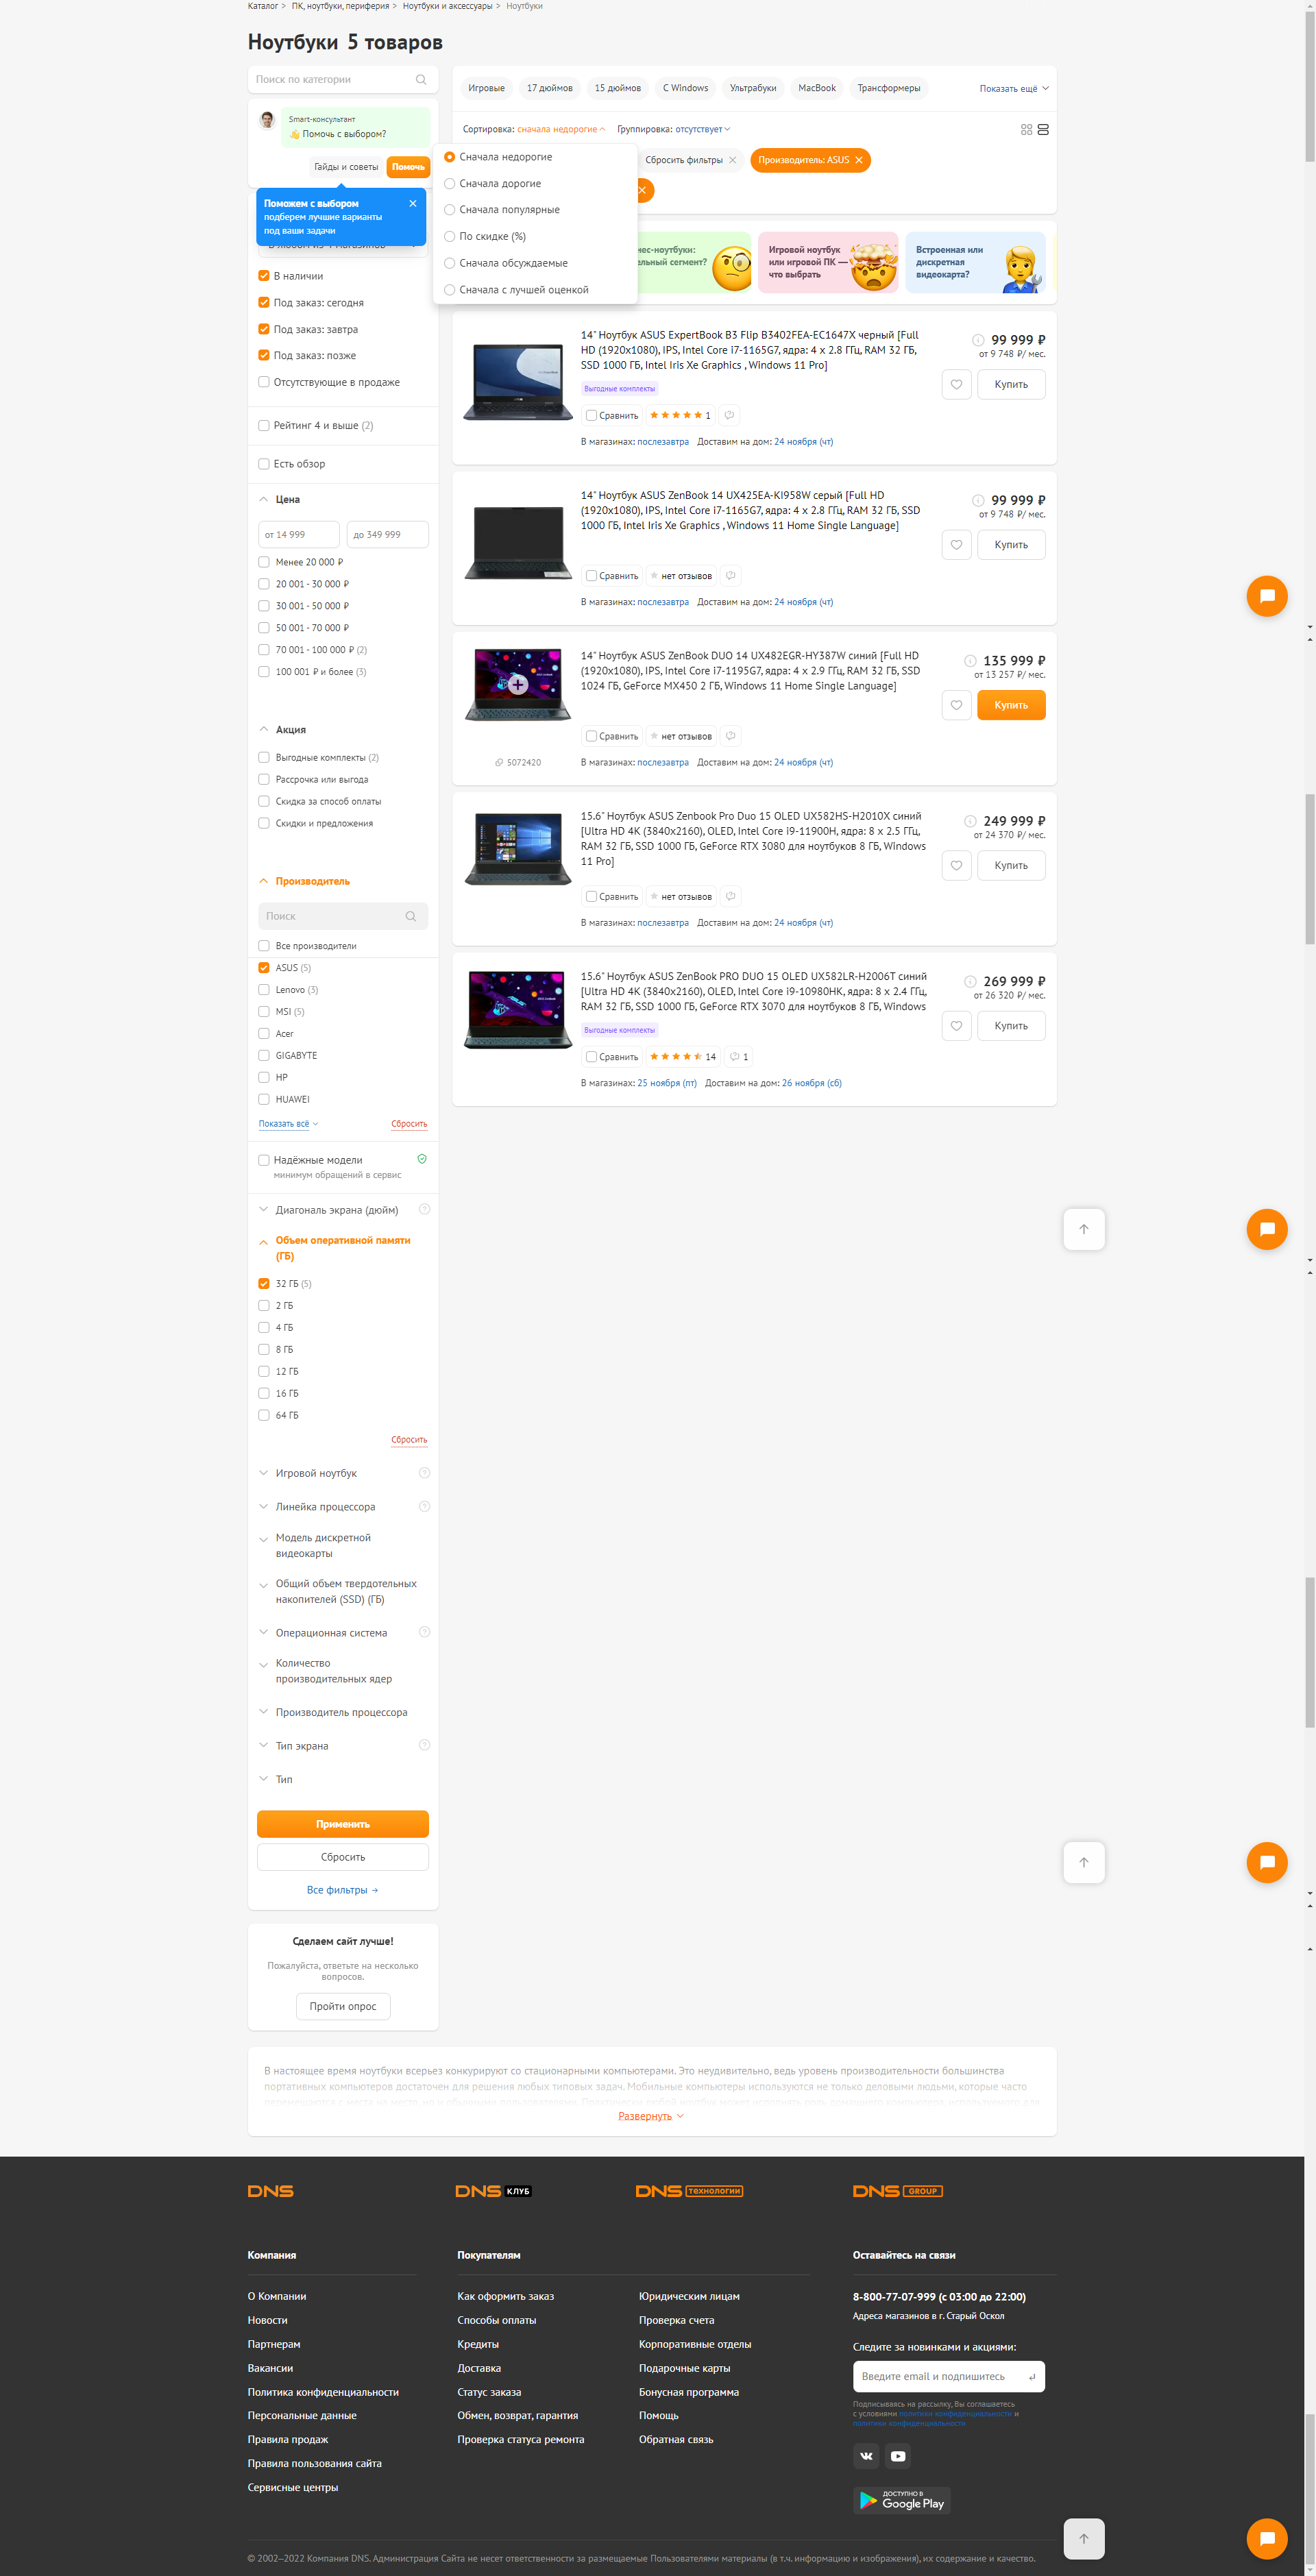 Каталог > ПК, ноутбуки, периферия > Ноутбуки и аксессуары > Ноутбуки
Ноутбуки 5 товаров
Поиск по категории
Smart-консультант
Помочь с выбором?
Гайды и советы
Помочь
Поможем с выбором
подберем лучшие варианты
под ваши задачи
В наличии
Под заказ: сегодня
Под заказ: завтра
Под заказ: позже
Отсутствующие в продаже
Рейтинг 4 и выше (2)
Есть обзор
Цена
от 14 999
до 349 999
Менее 20 000 ₽
20 001 - 30 000 ₽
30 001 - 50 000 ₽
50 001 - 70 000 ₽
70 001 - 100 000 ₽ (2)
100 001 ₽ и более (3)
Акция
Выгодные комплекты (2)
Рассрочка или выгода
Скидка за способ оплаты
Скидки и предложения
Производитель
Поиск
Все производители
ASUS (5)
Lenovo (3)
MSI (5)
Acer
GIGABYTE
HP
HUAWEI
Показать всё
Сбросить
Надёжные модели
минимум обращений в сервис
Диагональ экрана (дюйм)
Объем оперативной памяти
(ГБ)
32 ГБ (5)
2 ГБ
4 ГБ
8 ГБ
12 ГБ
16 ГБ
64 ГБ
Сбросить
Игровой ноутбук
Линейка процессора
Модель дискретной
видеокарты
Общий объем твердотельных
накопителей (SSD) (ГБ)
Операционная система
Количество
производительных ядер
Производитель процессора
Тип экрана
Тип
Применить
Сбросить
Все фильтры
Сделаем сайт лучше!
Пожалуйста, ответьте на несколько
вопросов.
Пройти опрос
Игровые
17 дюймов
15 дюймов
С Windows
Ультрабуки
MacBook
Трансформеры
Показать ещё
Сортировка: сначала недорогие
Группировка: отсутствует
Сначала недорогие
Сначала дорогие
Сначала популярные
По скидке (%)
Сначала обсуждаемые
Сначала с лучшей оценкой
Сбросить фильтры
Производитель: ASUS
нес-ноутбуки:
ельный сегмент?
Игровой ноутбук
или игровой ПК —
что выбрать
Встроенная или
дискретная
видеокарта?
14" Ноутбук ASUS ExpertBook B3 Flip B3402FEA-EC1647X черный [Full
HD (1920x1080), IPS, Intel Core i7-1165G7, ядра: 4 х 2.8 ГГц, RAM 32 ГБ,
SSD 1000 ГБ, Intel Iris Xe Graphics , Windows 11 Pro]
Выгодные комплекты
Сравнить
1
В магазинах: послезавтра Доставим на дом: 24 ноября (чт)
99 999 ₽
от 9 748 ₽/ мес.
Купить
14" Ноутбук ASUS ZenBook 14 UX425EA-KI958W серый [Full HD
(1920x1080), IPS, Intel Core i7-1165G7, ядра: 4 х 2.8 ГГц, RAM 32 ГБ, SSD
1000 ГБ, Intel Iris Xe Graphics , Windows 11 Home Single Language]
Сравнить
нет отзывов
В магазинах: послезавтра Доставим на дом: 24 ноября (чт)
99 999 ₽
от 9 748 ₽/ мес.
Купить
14" Ноутбук ASUS ZenBook DUO 14 UX482EGR-HY387W синий [Full HD
(1920x1080), IPS, Intel Core i7-1195G7, ядра: 4 х 2.9 ГГц, RAM 32 ГБ, SSD
1024 ГБ, GeForce MX450 2 ГБ, Windows 11 Home Single Language]
Сравнить
нет отзывов
5072420
В магазинах: послезавтра Доставим на дом: 24 ноября (чт)
135 999 ₽
от 13 257 ₽/ мес.
Купить
15.6" Ноутбук ASUS Zenbook Pro Duo 15 OLED UX582HS-H2010X синий
[Ultra HD 4K (3840x2160), OLED, Intel Core i9-11900H, ядра: 8 х 2.5 ГГц,
RAM 32 ГБ, SSD 1000 ГБ, GeForce RTX 3080 для ноутбуков 8 ГБ, Windows
11 Pro]
Сравнить
нет отзывов
В магазинах: послезавтра Доставим на дом: 24 ноября (чт)
249 999 ₽
от 24 370 ₽/ мес.
Купить
15.6" Ноутбук ASUS ZenBook PRO DUO 15 OLED UX582LR-H2006T синий
[Ultra HD 4K (3840x2160), OLED, Intel Core i9-10980HK, ядра: 8 х 2.4 ГГц,
RAM 32 ГБ, SSD 1000 ГБ, GeForce RTX 3070 для ноутбуков 8 ГБ, Windows
Выгодные комплекты
Сравнить
14
1
В магазинах: 25 ноября (пт) Доставим на дом: 26 ноября (сб)
269 999 ₽
от 26 320 ₽/ мес.
Купить
В настоящее время ноутбуки всерьез конкурируют со стационарными компьютерами. Это неудивительно, ведь уровень производительности большинства
портативных компьютеров достаточен для решения любых типовых задач. Мобильные компьютеры используются не только деловыми людьми, которые часто
Развернуть
DNS
DNS КЛУБ
DNS технологии
DNS GROUP
Компания
О Компании
Новости
Партнерам
Вакансии
Политика конфиденциальности
Персональные данные
Правила продаж
Правила пользования сайта
Сервисные центры
Покупателям
Как оформить заказ
Способы оплаты
Кредиты
Доставка
Статус заказа
Обмен, возврат, гарантия
Проверка статуса ремонта
Юридическим лицам
Проверка счета
Корпоративные отделы
Подарочные карты
Бонусная программа
Помощь
Обратная связь
Оставайтесь на связи
8-800-77-07-999 (с 03:00 до 22:00)
Адреса магазинов в г. Старый Оскол
Следите за новинками и акциями:
Введите email и подпишитесь
Подписываясь на рассылку, Вы соглашаетесь
с условиями политики конфиденциальности и
политики конфиденциальности
ДОСТУПНО В
Google Play
© 2002–2022 Компания DNS. Администрация Сайта не несет ответственности за размещаемые Пользователями материалы (в т.ч. информацию и изображения), их содержание и качество.